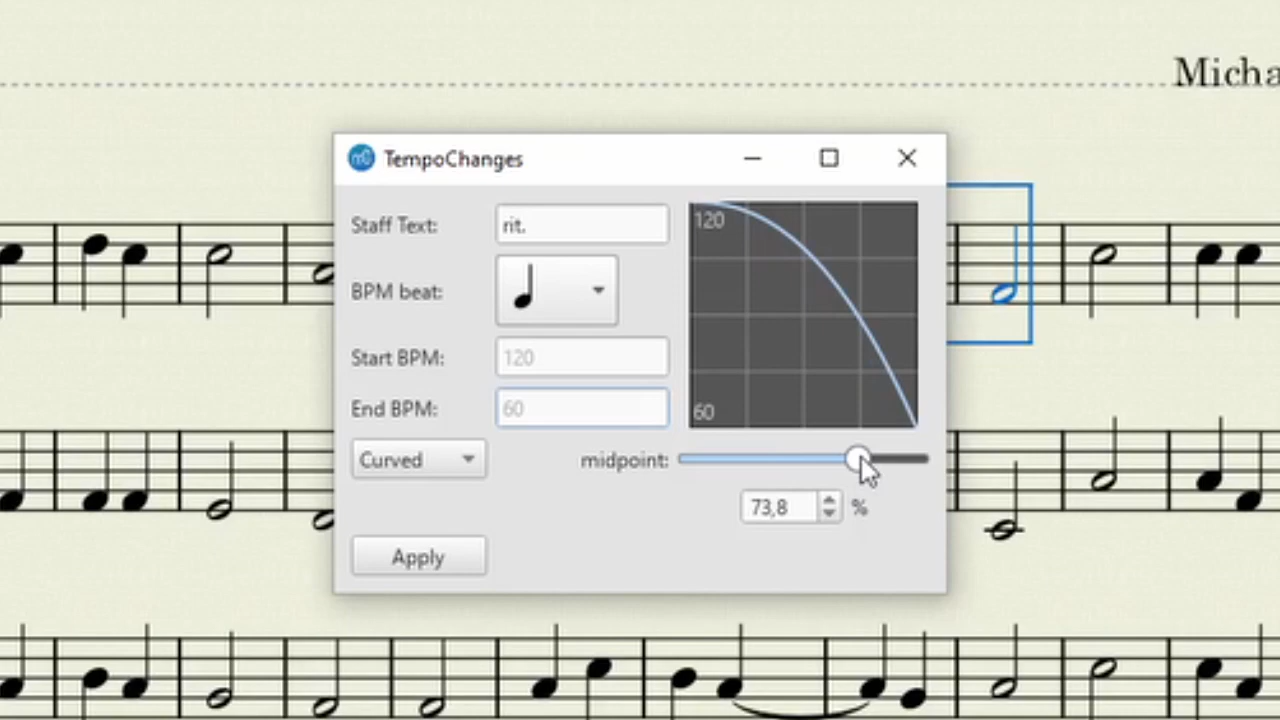 Micha
TempoChanges
Staff Text: rit.
BPM beat:
Start BPM: 120
End BPM: 60
120
60
Curved
midpoint:
73,8 %
Apply